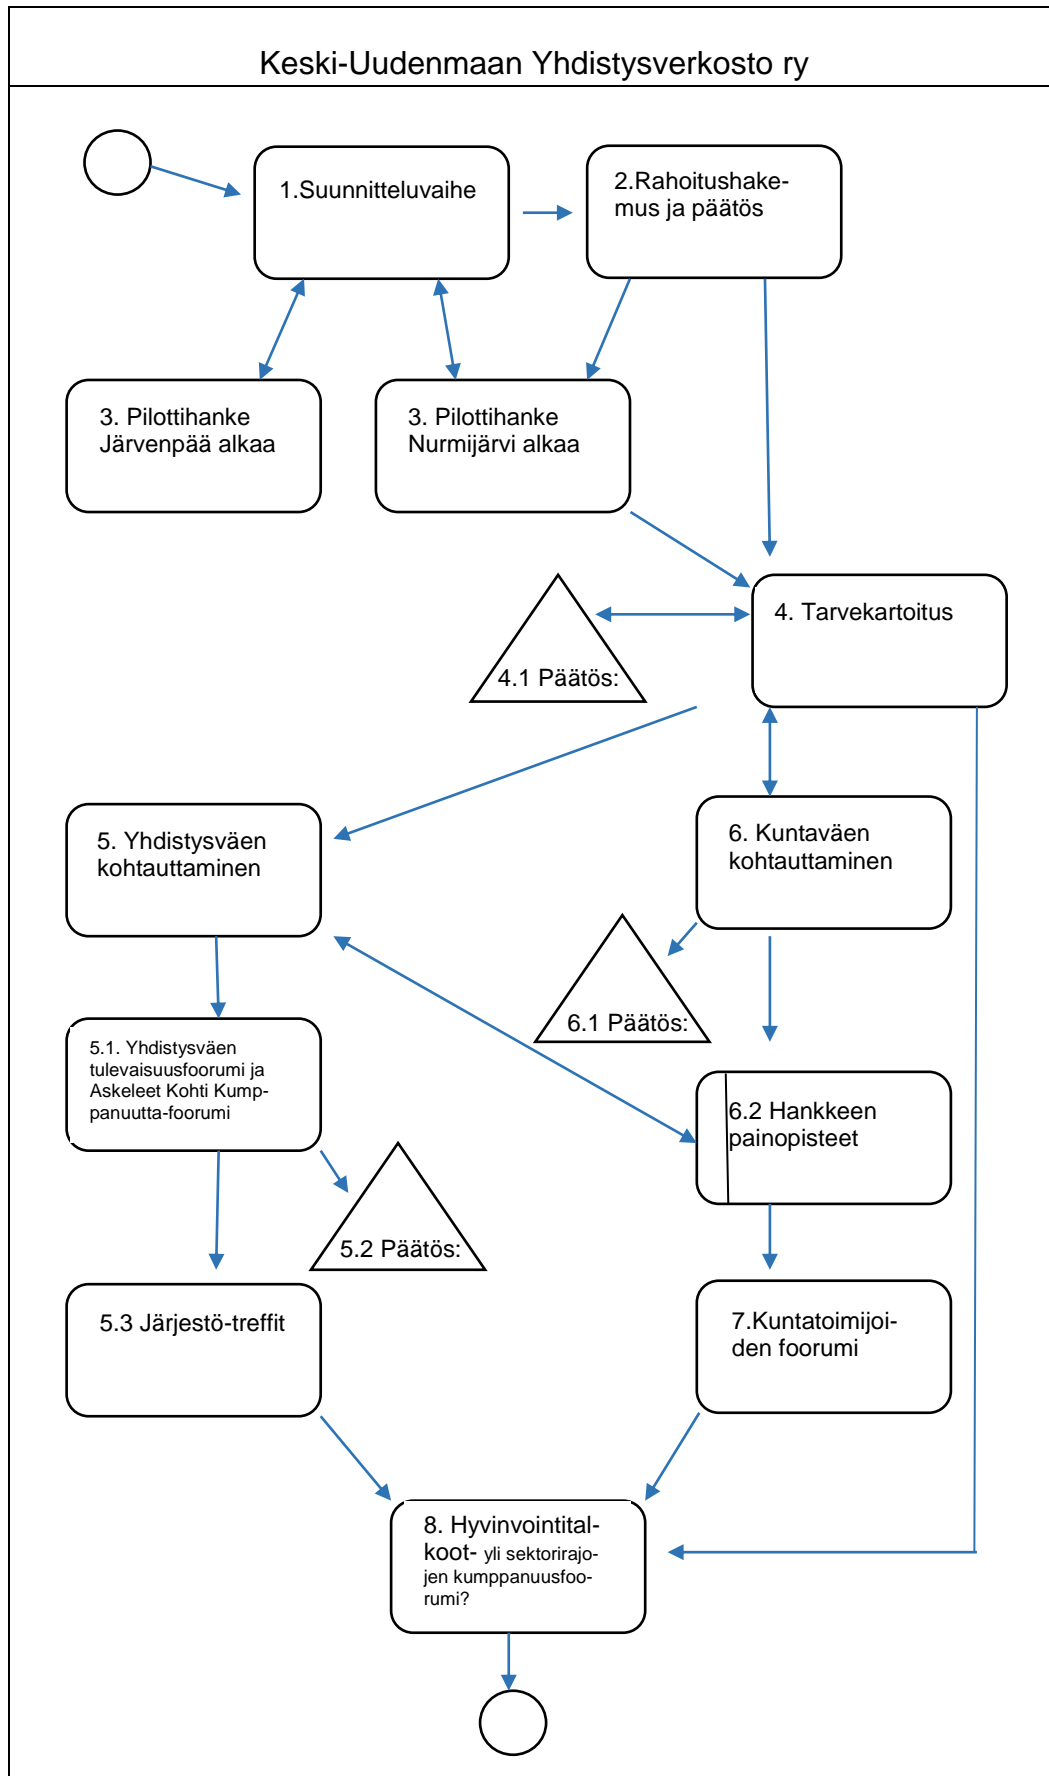 Keski-Uudenmaan Yhdistysverkosto ry
1.Suunnitteluvaihe
2.Rahoitushake-
mus ja päätös
3. Pilottihanke
Järvenpää alkaa
3. Pilottihanke
Nurmijärvi alkaa
4. Tarvekartoitus
4.1 Päätös:
5. Yhdistysväen
kohtauttaminen
6. Kuntaväen
kohtauttaminen
6.1 Päätös:
5.1. Yhdistysväen
tulevaisuusfoorumi ja
Askeleet Kohti Kump-
panuutta-foorumi
6.2 Hankkeen
painopisteet
5.2 Päätös:
5.3 Järjestö-treffit
7.Kuntatoimijoi-
den foorumi
8. Hyvinvointital-
koot- yli sektorirajo-
jen kumppanuusfoo-
rumi?